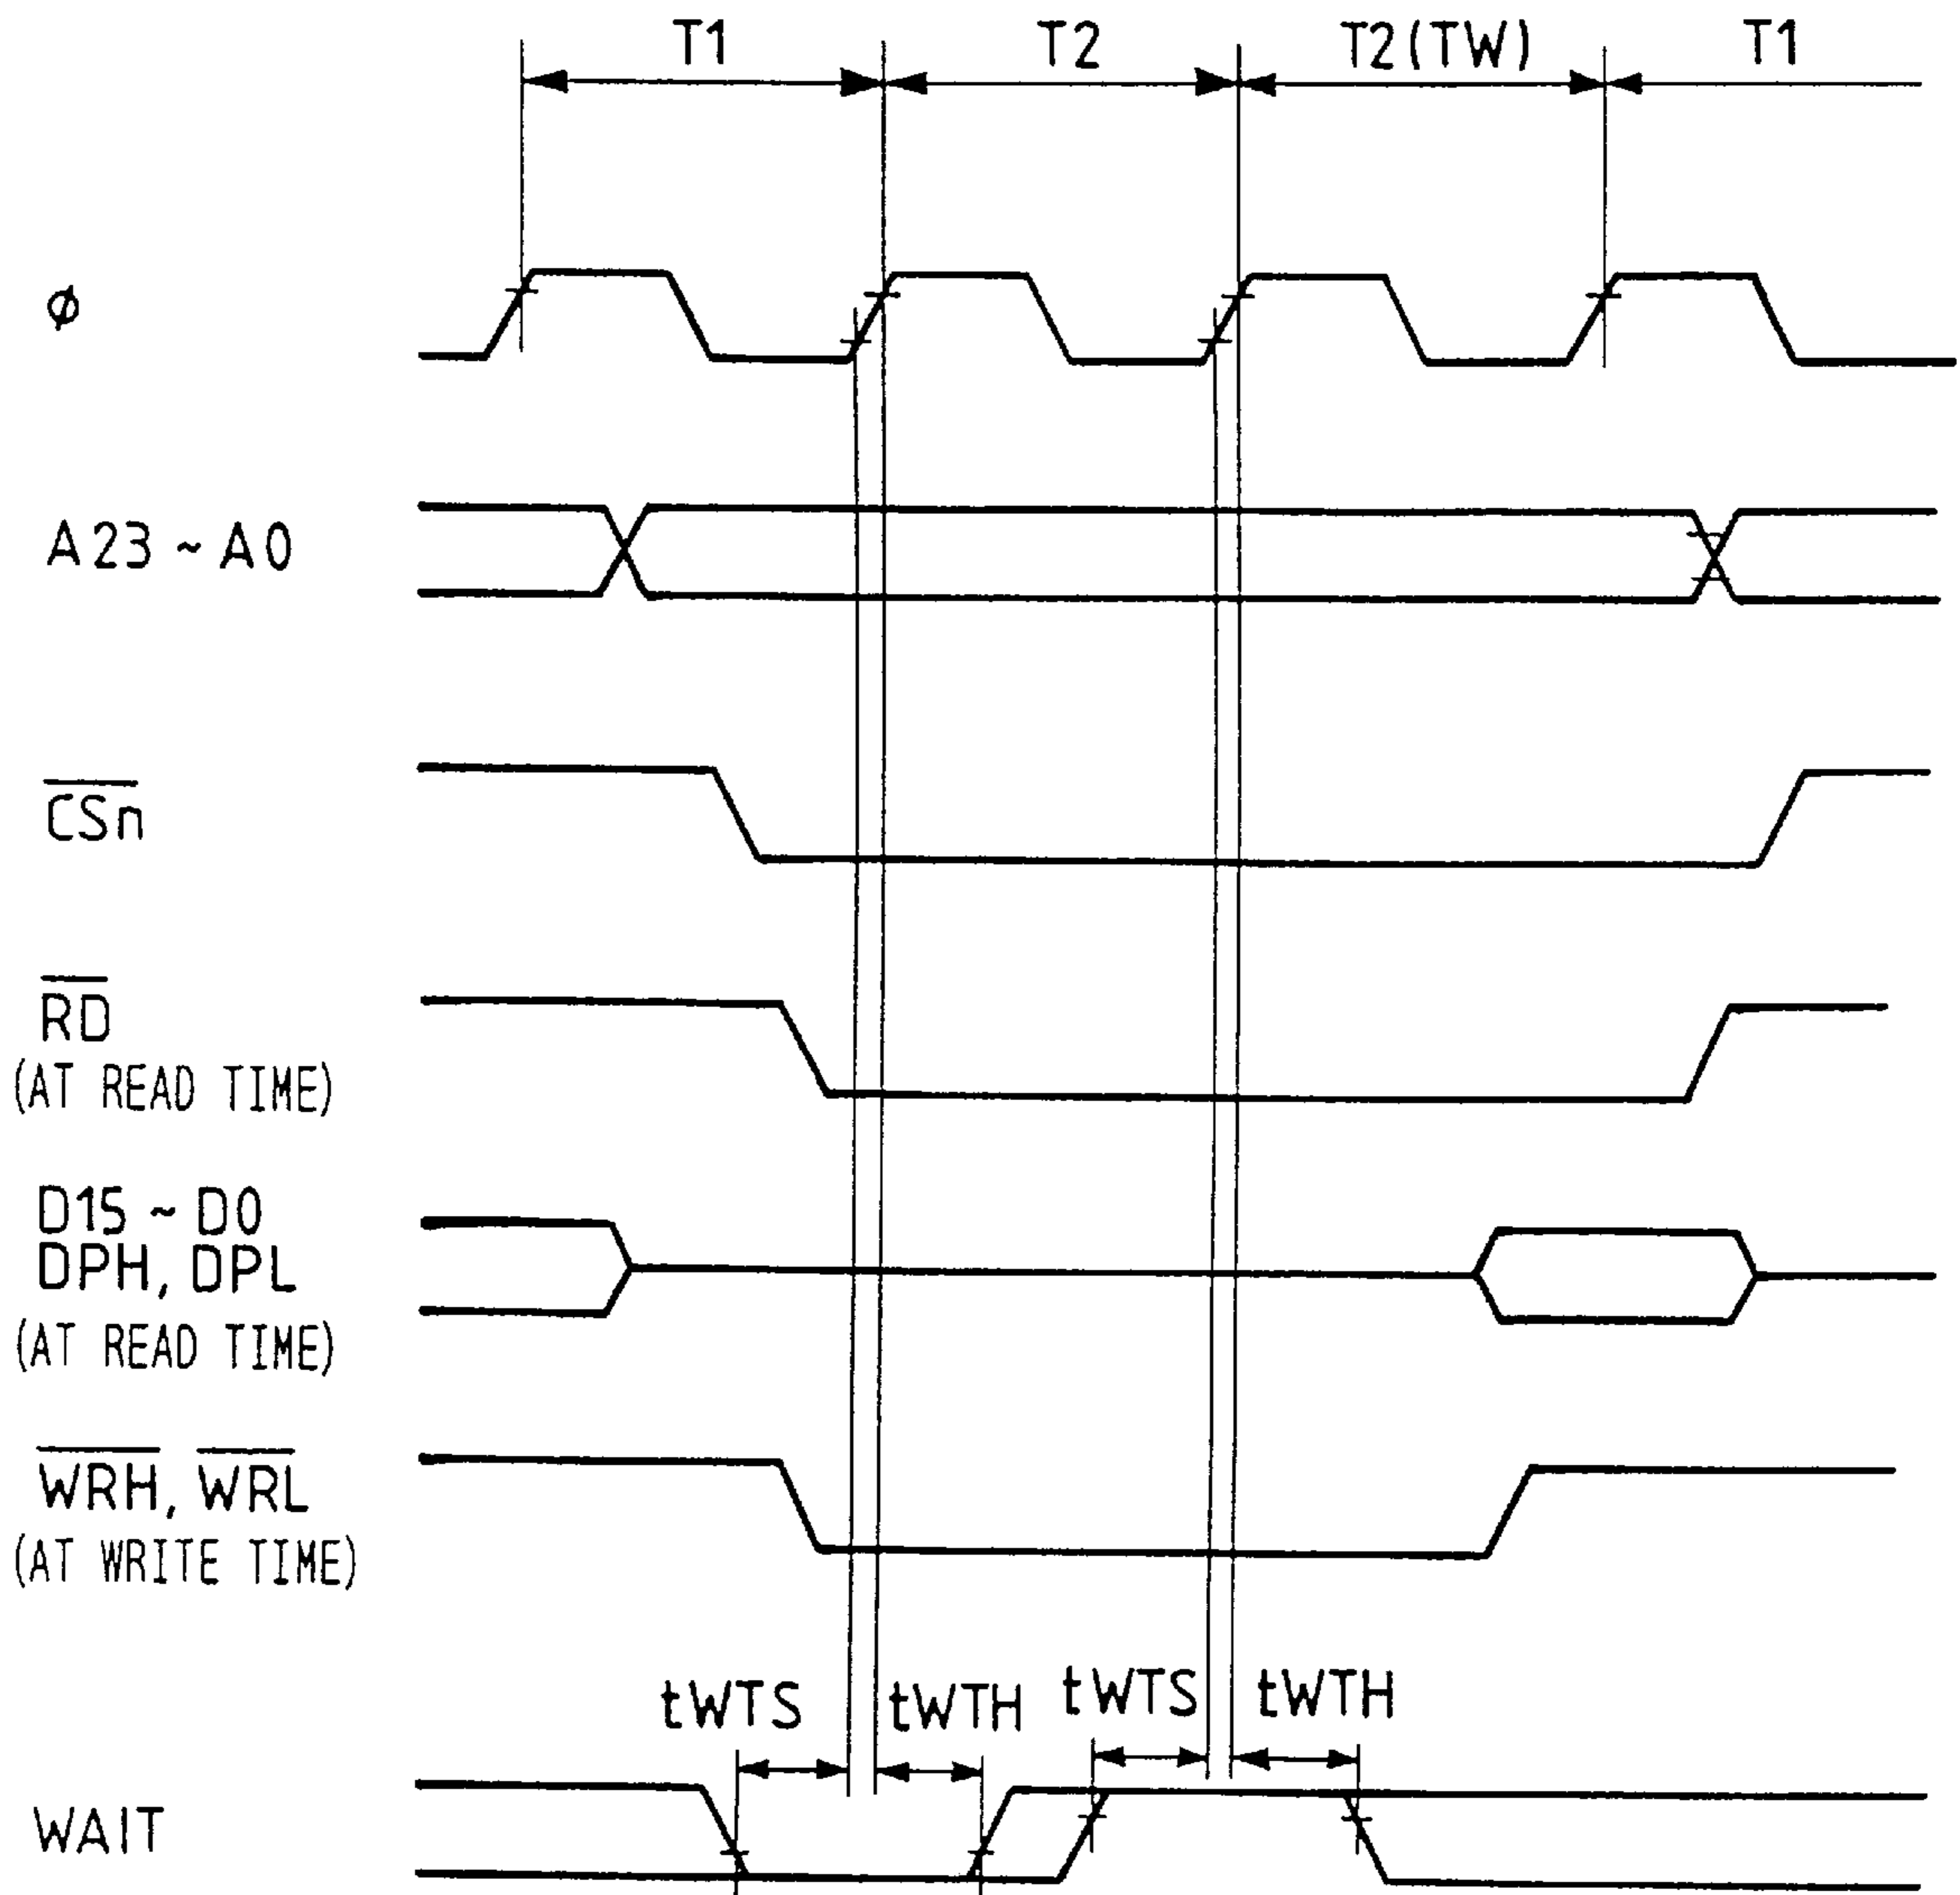 T1 T2 T2(TW) T1
ø
A23 ~ A0
CSn
RD
(AT READ TIME)
D15 ~ D0
DPH, DPL
(AT READ TIME)
WRH, WRL
(AT WRITE TIME)
tWTS tWTH tWTS tWTH
WAIT